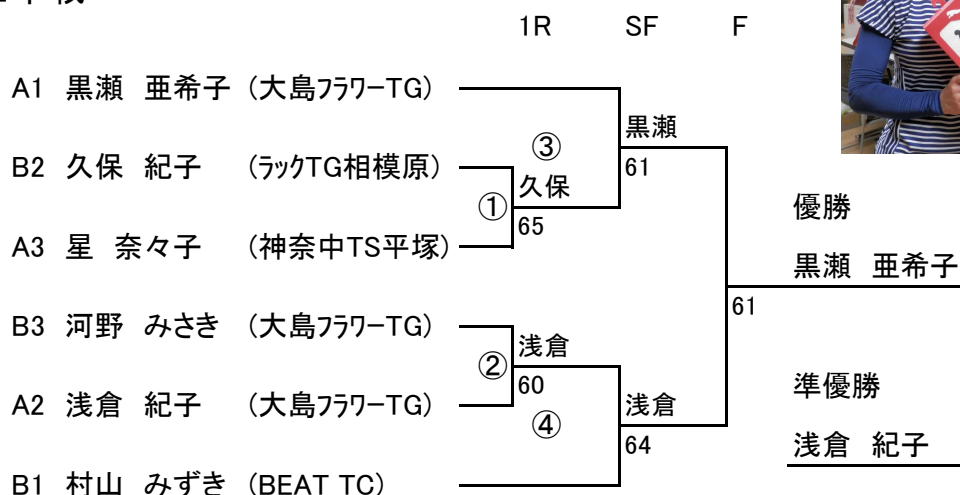 1R SF F
A1 黒瀬 亜希子 (大島ﾌﾗﾜｰTG)
黒瀬
③
B2 久保 紀子 (ﾗｯｸTG相模原)
61
久保
①
優勝
65
A3 星 奈々子 (神奈中TS平塚)
黒瀬 亜希子
61
B3 河野 みさき (大島ﾌﾗﾜｰTG)
浅倉
②
60
準優勝
A2 浅倉 紀子 (大島ﾌﾗﾜｰTG)
浅倉
④
64
浅倉 紀子
B1 村山 みずき (BEAT TC)